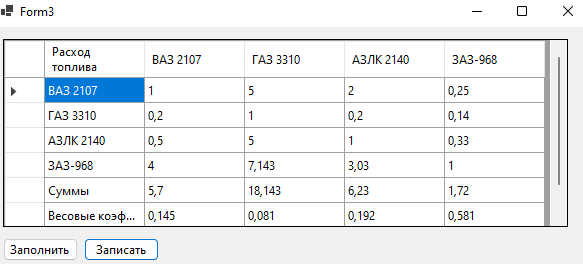 Form3
Расход топлива ВАЗ 2107 ГАЗ 3310 АЗЛК 2140 ЗАЗ-968
ВАЗ 2107 1 5 2 0,25
ГАЗ 3310 0,2 1 0,2 0,14
АЗЛК 2140 0,5 5 1 0,33
ЗАЗ-968 4 7,143 3,03 1
Суммы 5,7 18,143 6,23 1,72
Весовые коэф... 0,145 0,081 0,192 0,581
Заполнить Записать